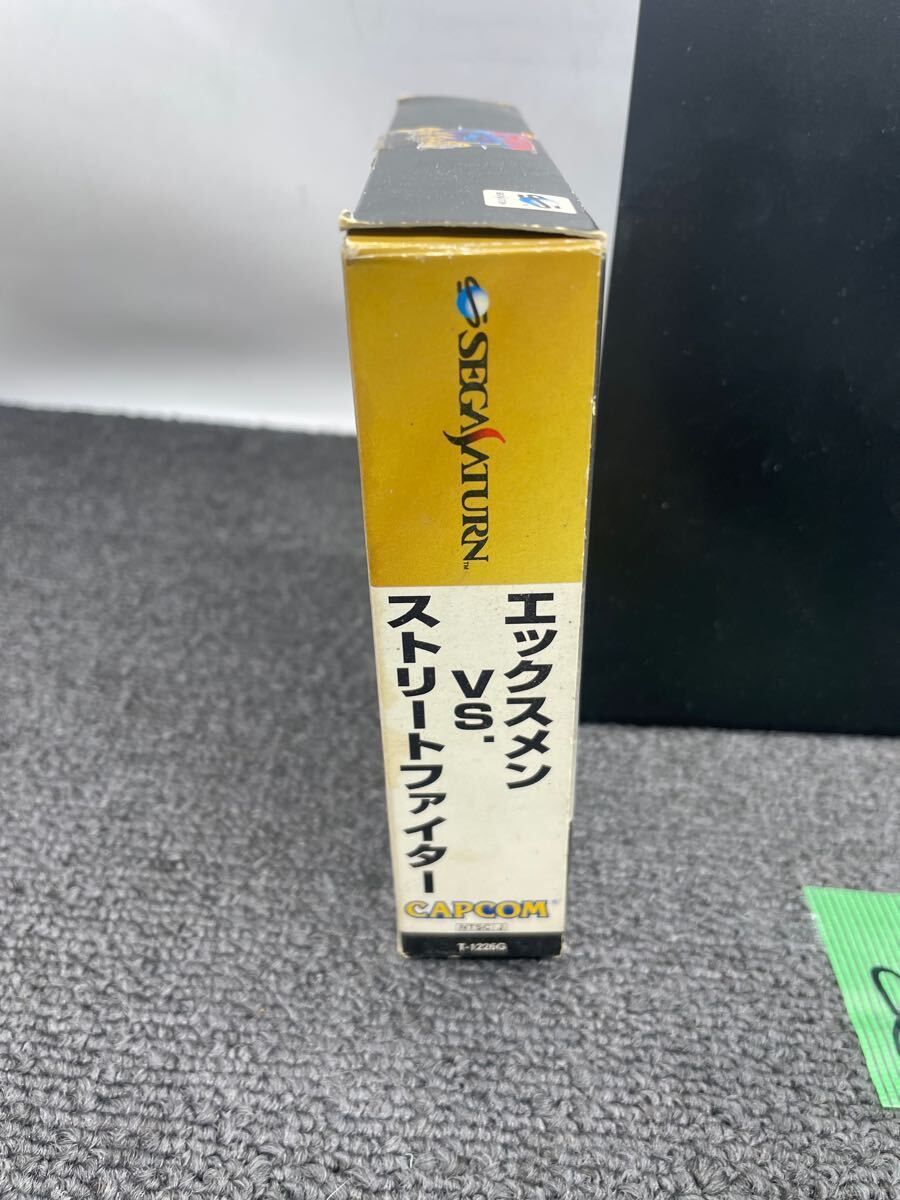 SEGA SATURN™
エックスメン
VS.
ストリートファイター
CAPCOM
NTSC J
T-1226G